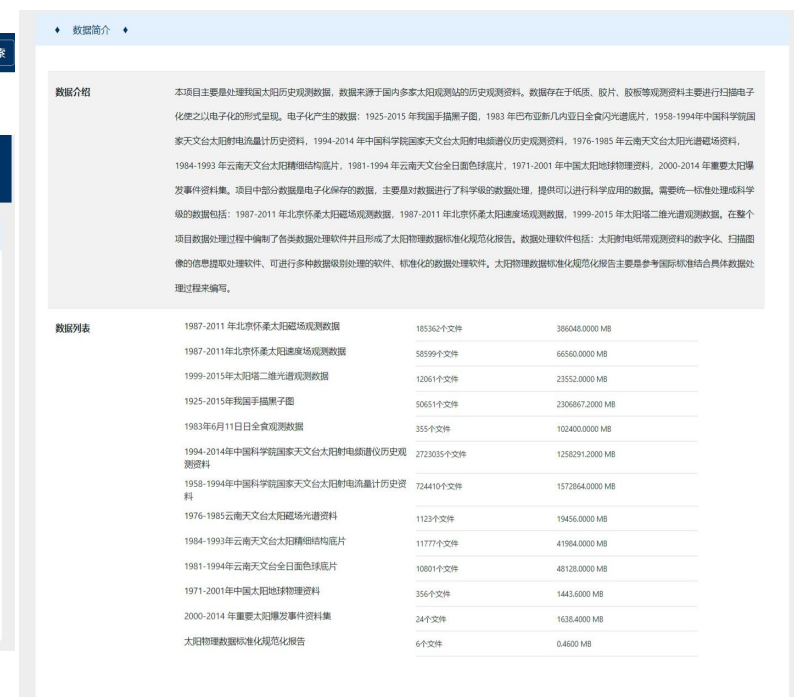 数据简介
数据介绍
本项目主要是处理我国太阳历史观测数据，数据来源于国内多家太阳观测站的历史观测资料。数据存在于纸质、胶片、胶板等观测资料主要进行扫描电子
化使之以电子化的形式呈现。电子化产生的数据：1925-2015 年我国手描黑子图，1983 年巴布亚新几内亚日全食闪光谱底片，1958-1994年中国科学院国
家天文台太阳射电流量计历史资料，1994-2014 年中国科学院国家天文台太阳射电频谱仪历史观测资料，1976-1985 年云南天文台太阳光谱磁场资料，
1984-1993 年云南天文台太阳精细结构底片，1981-1994 年云南天文台全日面色球底片，1971-2001 年中国太阳地球物理资料，2000-2014 年重要太阳爆
发事件资料集。项目中部分数据是电子化保存的数据，主要是对数据进行了科学级的数据处理，提供可以进行科学应用的数据。需要统一标准处理成科学
级的数据包括：1987-2011 年北京怀柔太阳磁场观测数据，1987-2011 年北京怀柔太阳速度场观测数据，1999-2015 年太阳塔二维光谱观测数据。在整个
项目数据处理过程中编制了各类数据处理软件并且形成了太阳物理数据标准化规范化报告。数据处理软件包括：太阳射电纸带观测资料的数字化、扫描图
像的信息提取处理软件、可进行多种数据级别处理的软件、标准化的数据处理软件。太阳物理数据标准化规范化报告主要是参考国际标准结合具体数据处
理过程来编写。
数据列表
1987-2011 年北京怀柔太阳磁场观测数据 185362个文件 386048.0000 MB
1987-2011年北京怀柔太阳速度场观测数据 58599个文件 66560.0000 MB
1999-2015年太阳塔二维光谱观测数据 12061个文件 23552.0000 MB
1925-2015年我国手描黑子图 50651个文件 2306867.2000 MB
1983年6月11日日全食观测数据 355个文件 102400.0000 MB
1994-2014年中国科学院国家天文台太阳射电频谱仪历史观 2723035个文件 1258291.2000 MB
测资料
1958-1994年中国科学院国家天文台太阳射电流量计历史资 724410个文件 1572864.0000 MB
料
1976-1985云南天文台太阳磁场光谱资料 1123个文件 19456.0000 MB
1984-1993年云南天文台太阳精细结构底片 11777个文件 41984.0000 MB
1981-1994年云南天文台全日面色球底片 10801个文件 48128.0000 MB
1971-2001年中国太阳地球物理资料 356个文件 1443.6000 MB
2000-2014 年重要太阳爆发事件资料集 24个文件 1638.4000 MB
太阳物理数据标准化规范化报告 6个文件 0.4600 MB